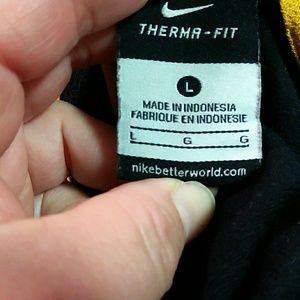 THERMA-FIT
L
MADE IN INDONESIA
FABRIQUE EN INDONESIE
L G G
nikebetterworld.com